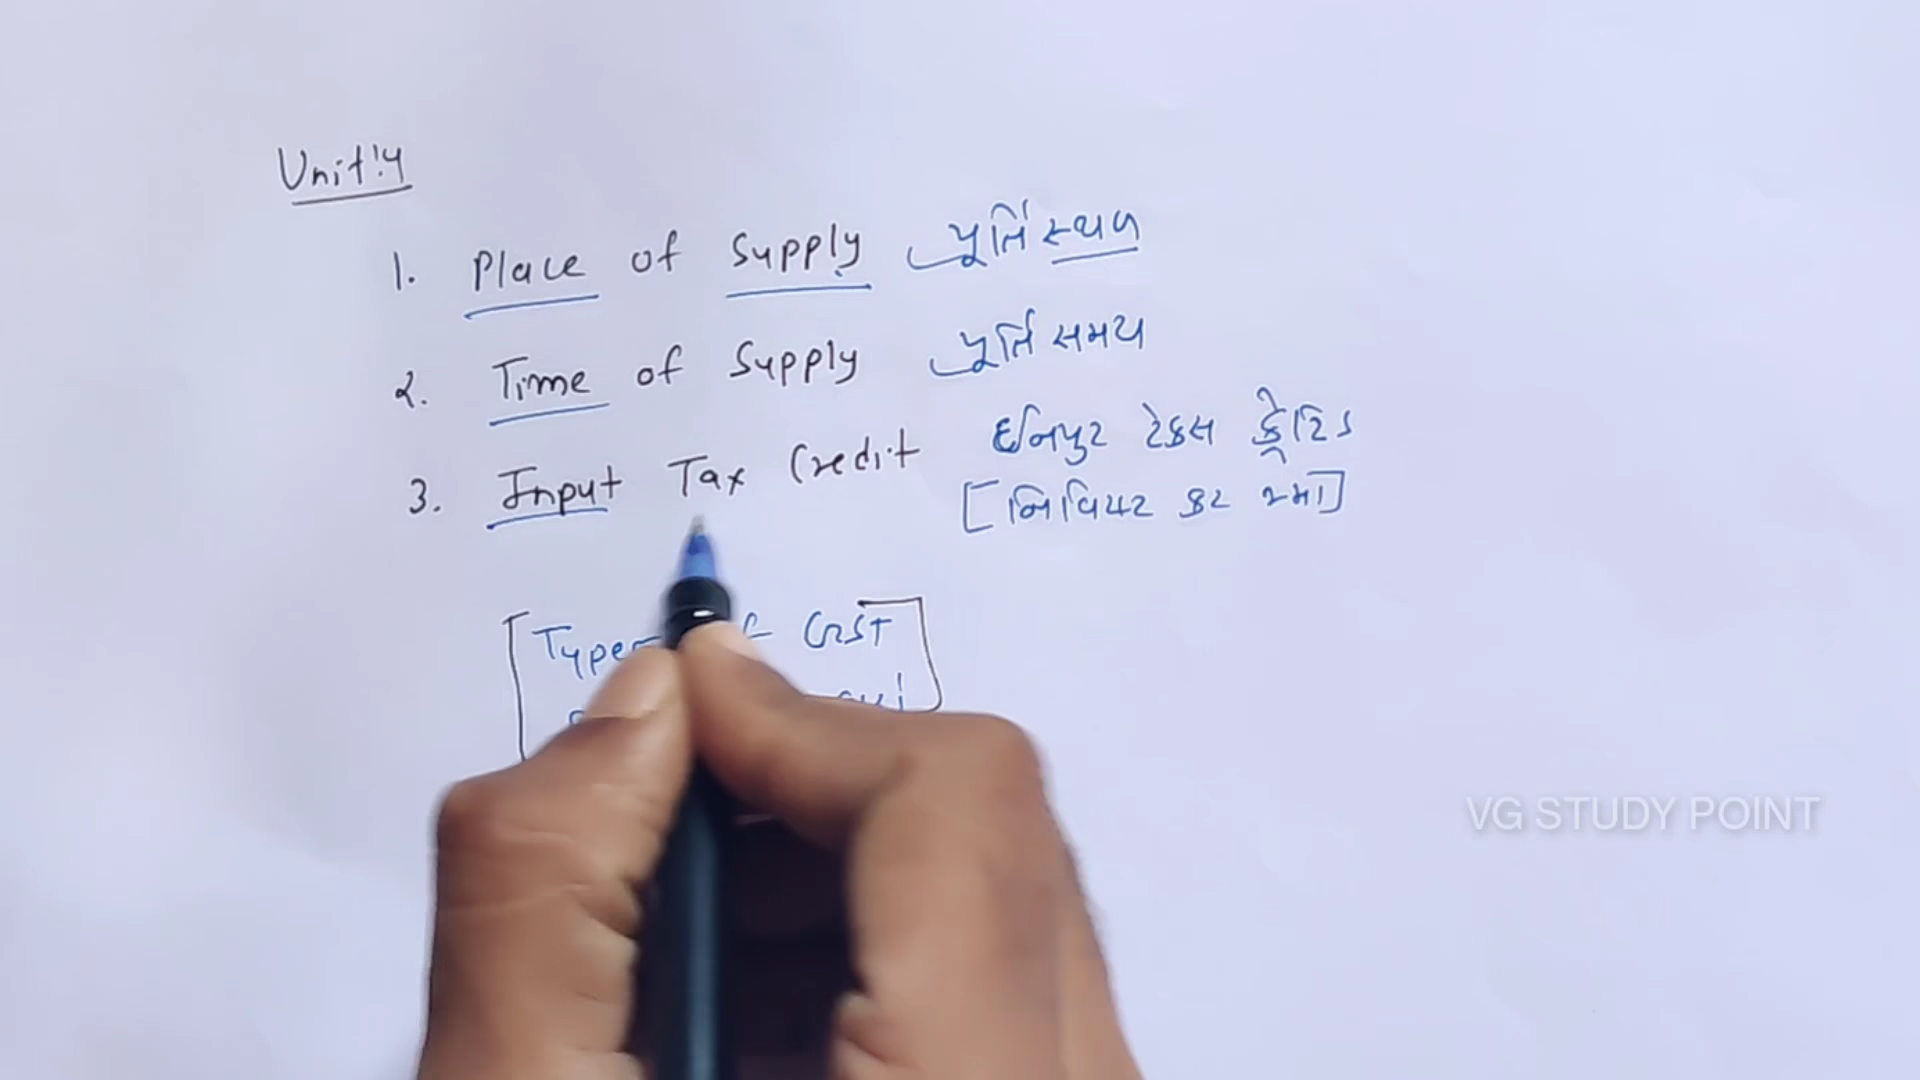 Unit:4
1. Place of Supply પૂર્તિ સ્થળ
2. Time of Supply પૂર્તિ સમય
3. Input Tax Credit ઈનપુટ ટેક્સ ક્રેડિટ
[નિવિષ્ટ કર જમા]
GST
VG STUDY POINT